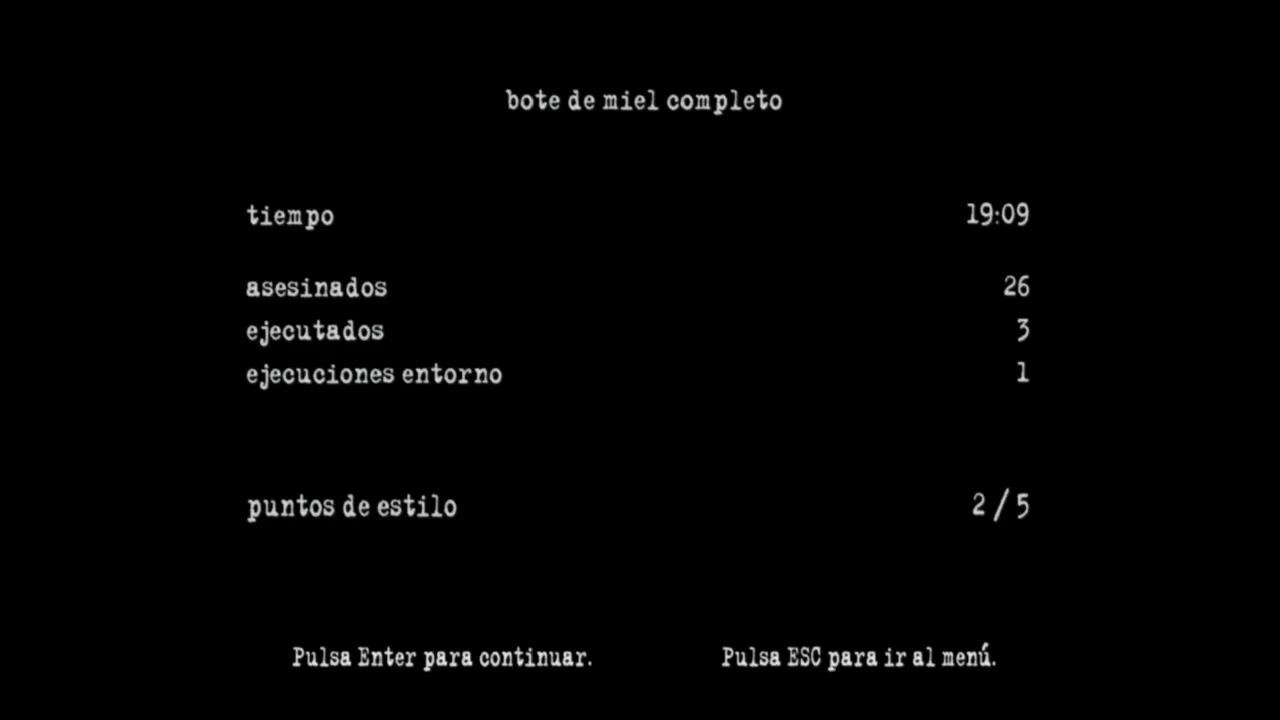 bote de miel completo
tiempo 19:09
asesinados 26
ejecutados 3
ejecuciones entorno 1
puntos de estilo 2 / 5
Pulsa Enter para continuar. Pulsa ESC para ir al menú.